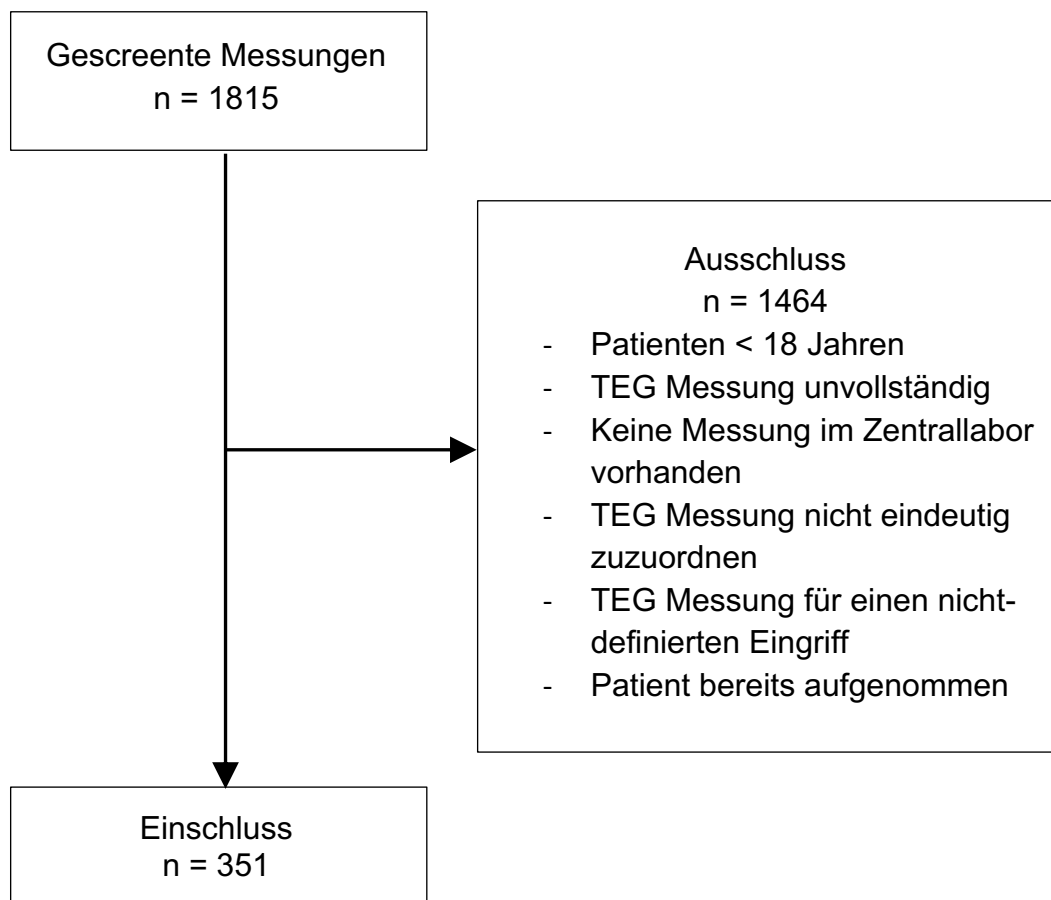 Gescreente Messungen
n = 1815
Ausschluss
n = 1464
- Patienten < 18 Jahren
- TEG Messung unvollständig
- Keine Messung im Zentrallabor
vorhanden
- TEG Messung nicht eindeutig
zuzuordnen
- TEG Messung für einen nicht-
definierten Eingriff
- Patient bereits aufgenommen
Einschluss
n = 351